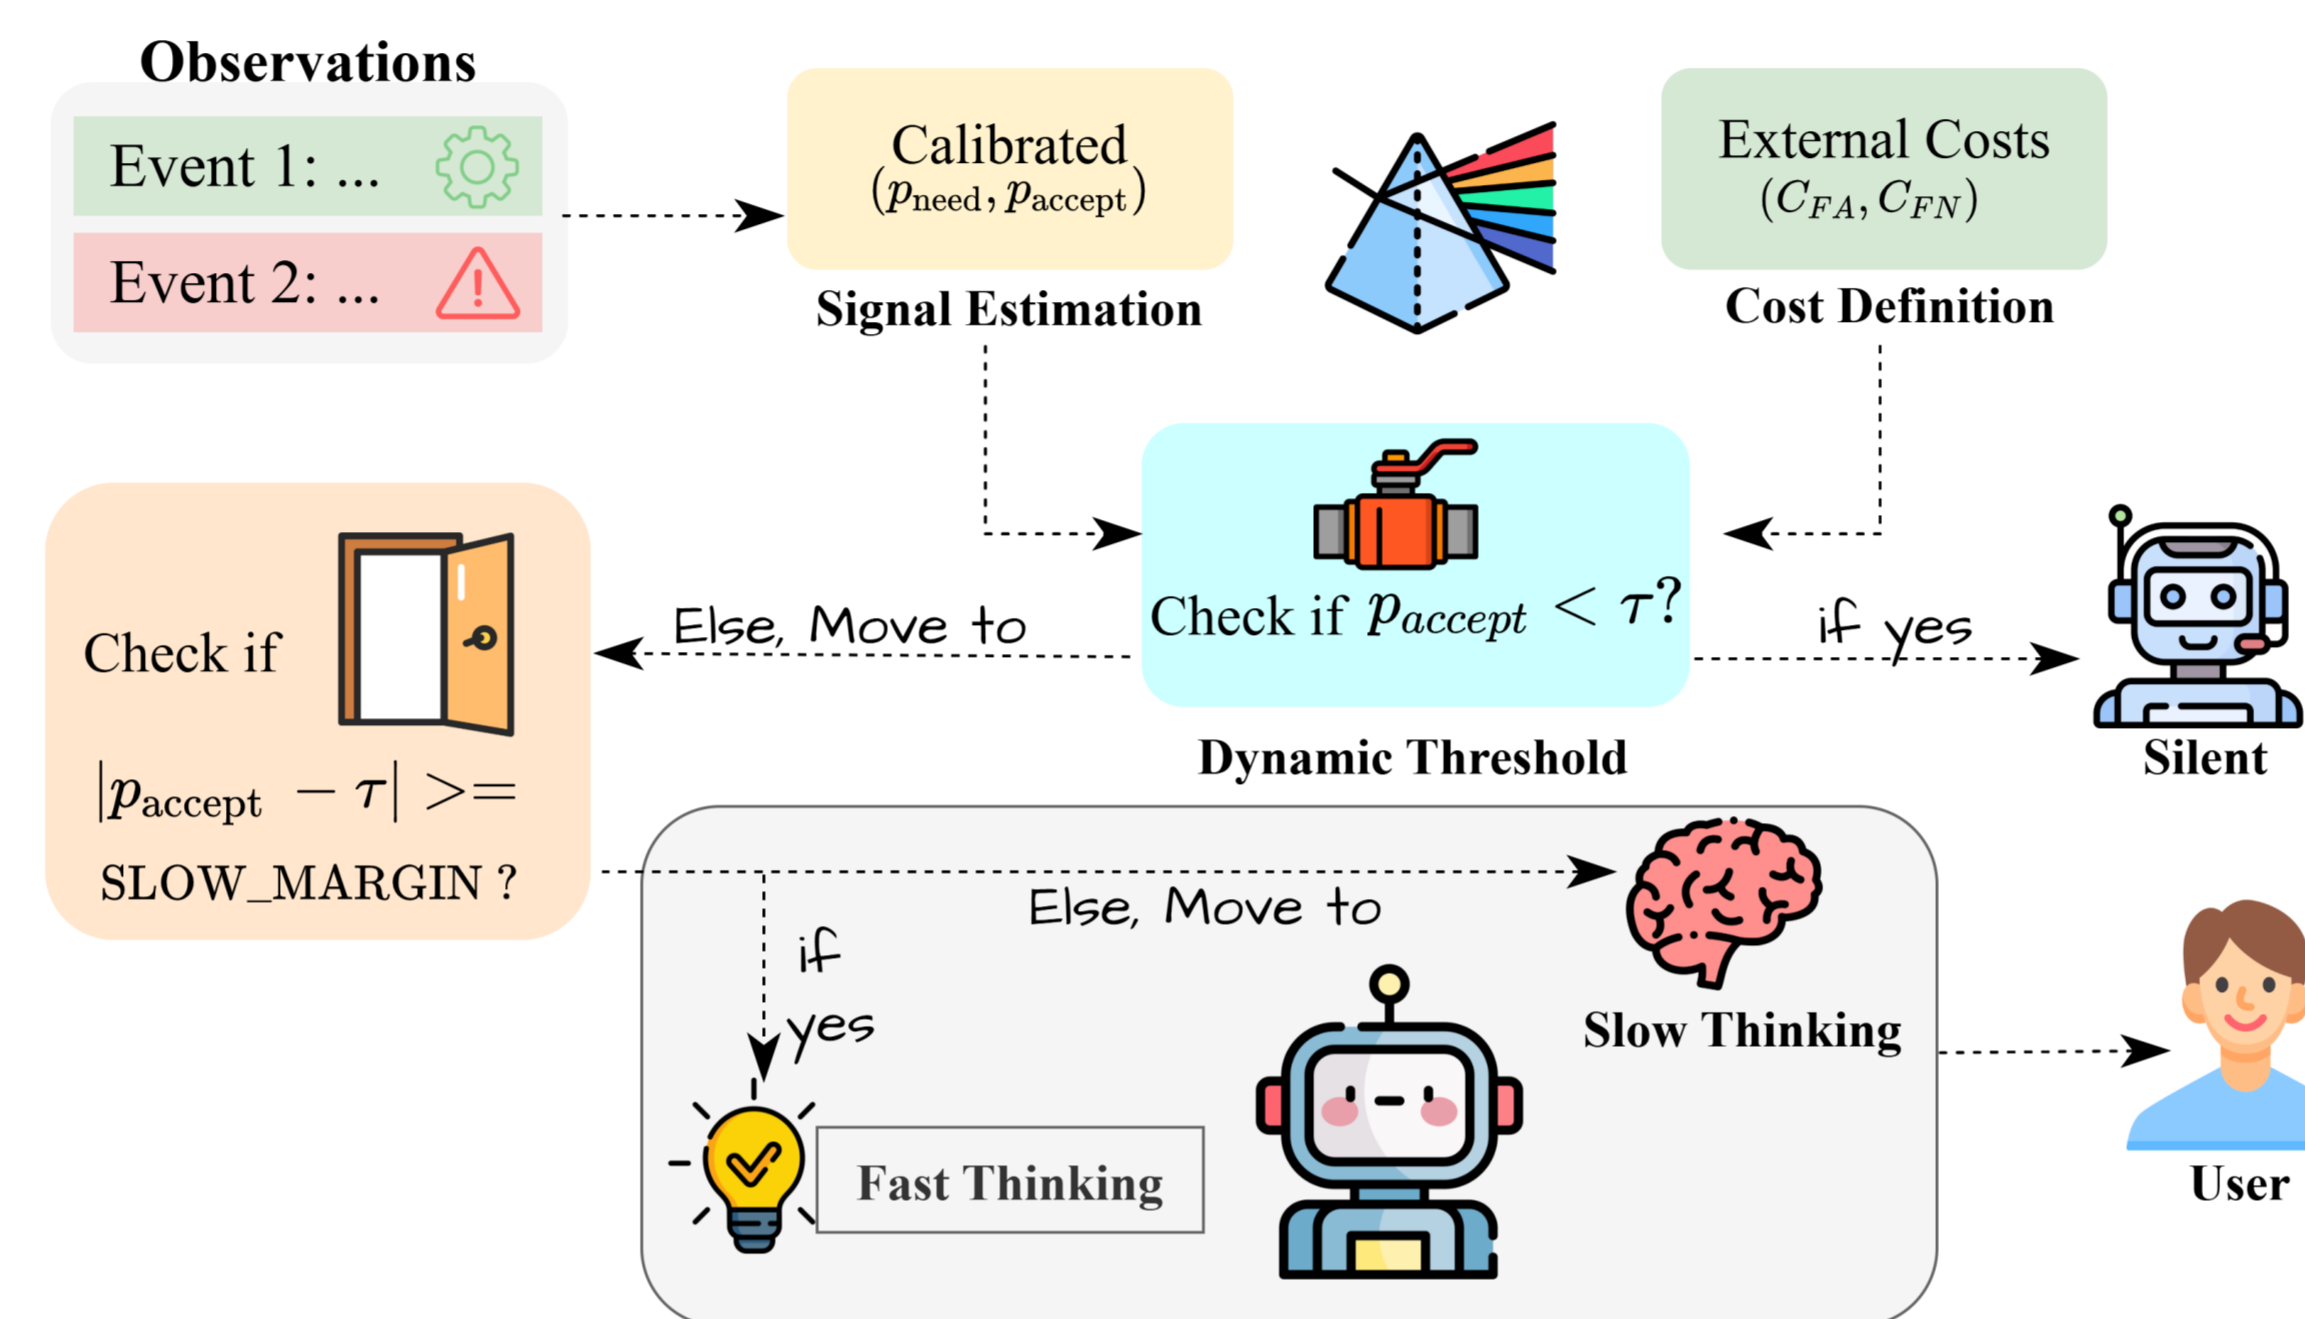 Observations
Event 1: ...
Event 2: ...
Calibrated
(p_need, p_accept)
Signal Estimation
External Costs
(C_FA, C_FN)
Cost Definition
Check if p_accept < τ?
Dynamic Threshold
if yes
Silent
Else, Move to
Check if
|p_accept − τ| >=
SLOW_MARGIN ?
Else, Move to
if
yes
Slow Thinking
Fast Thinking
User